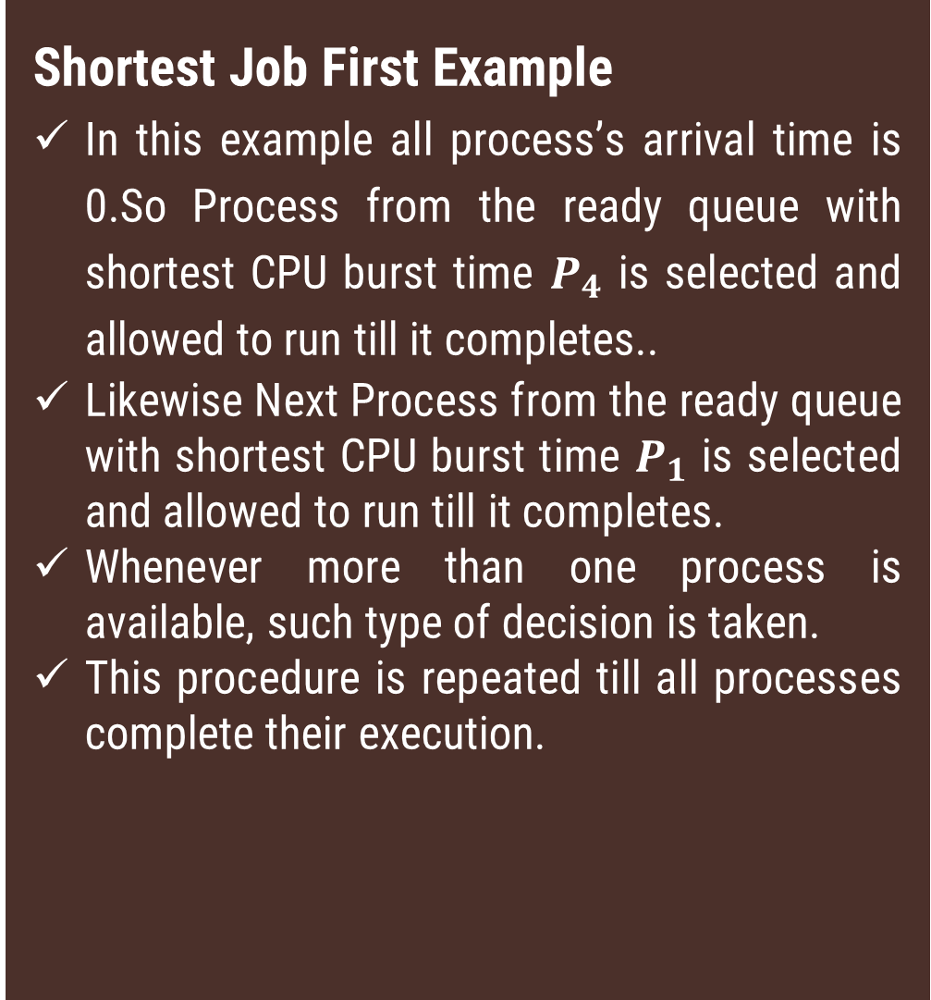 Shortest Job First Example
✓ In this example all process’s arrival time is
0.So Process from the ready queue with
shortest CPU burst time P₄ is selected and
allowed to run till it completes..
✓ Likewise Next Process from the ready queue
with shortest CPU burst time P₁ is selected
and allowed to run till it completes.
✓ Whenever more than one process is
available, such type of decision is taken.
✓ This procedure is repeated till all processes
complete their execution.